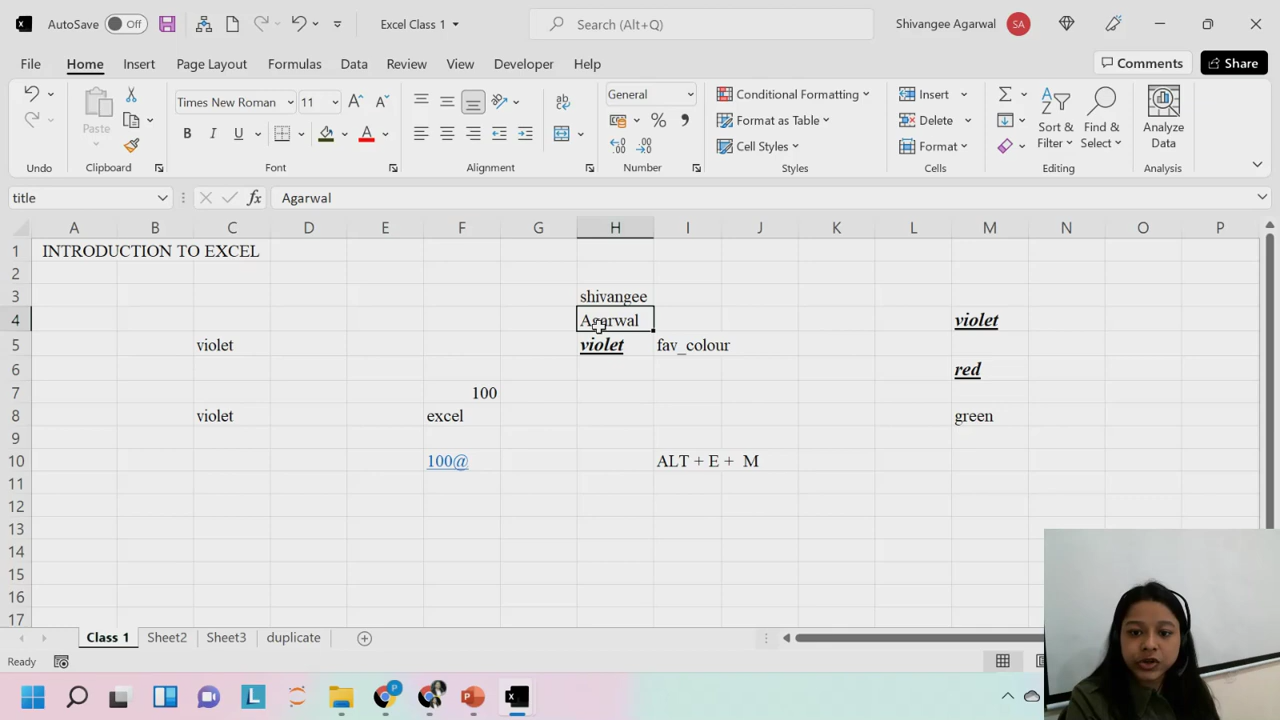 AutoSave Off Excel Class 1 Search (Alt+Q) Shivangee Agarwal SA
File Home Insert Page Layout Formulas Data Review View Developer Help Comments Share
Times New Roman 11 General Conditional Formatting Insert
Paste Format as Table Delete Sort & Filter Find & Select Analyze Data
B I U A % Cell Styles Format
Undo Clipboard Font Alignment Number Styles Cells Editing Analysis
title fx Agarwal
A B C D E F G H I J K L M N O P
1 INTRODUCTION TO EXCEL
2
3 shivangee
4 Agarwal violet
5 violet violet fav_colour
6 red
7 100
8 violet excel green
9
10 100@ ALT + E + M
11
12
13
14
15
16
17
Class 1 Sheet2 Sheet3 duplicate
Ready